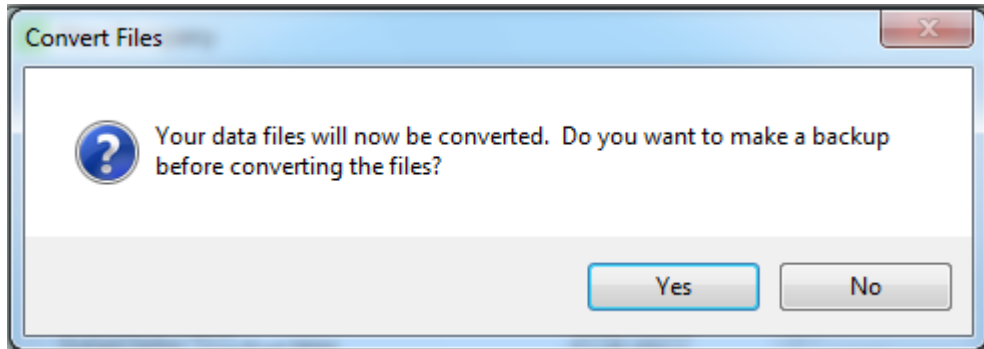 Convert Files
Your data files will now be converted.  Do you want to make a backup
before converting the files?
Yes
No